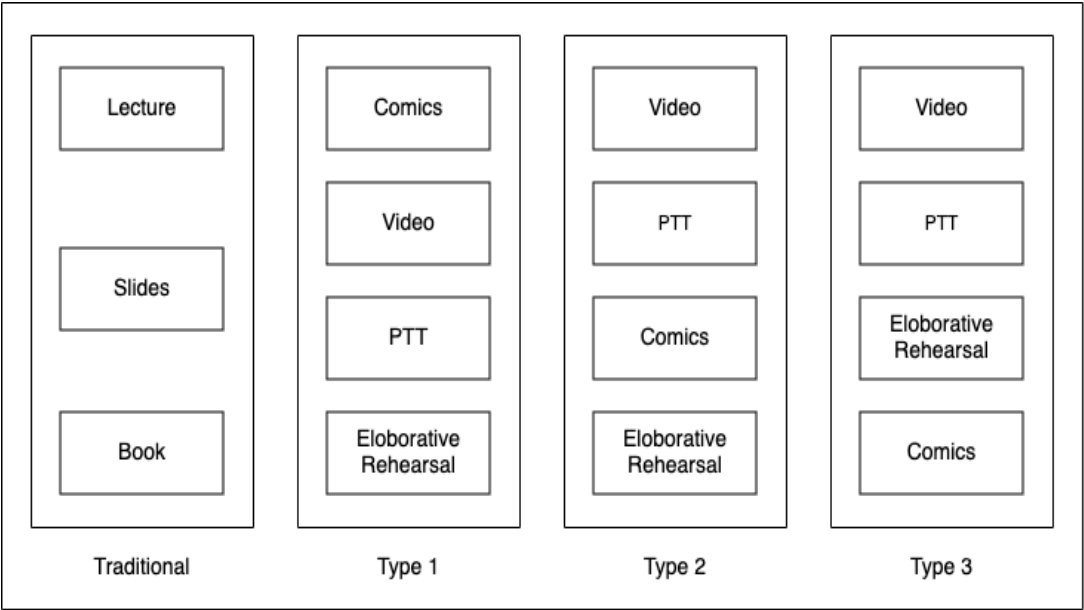 Lecture
Slides
Book
Traditional
Comics
Video
PTT
Eloborative
Rehearsal
Type 1
Video
PTT
Comics
Eloborative
Rehearsal
Type 2
Video
PTT
Eloborative
Rehearsal
Comics
Type 3